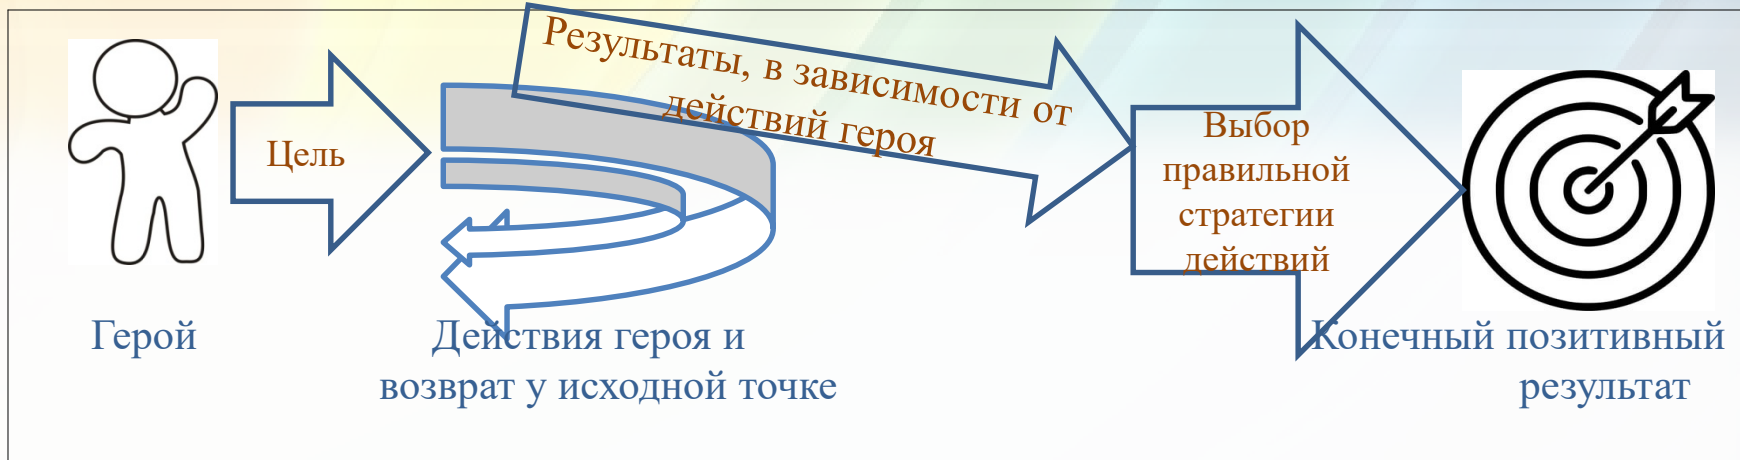 Герой
Цель
Действия героя и
возврат у исходной точке
Результаты, в зависимости от
действий героя
Выбор
правильной
стратегии
действий
Конечный позитивный
результат